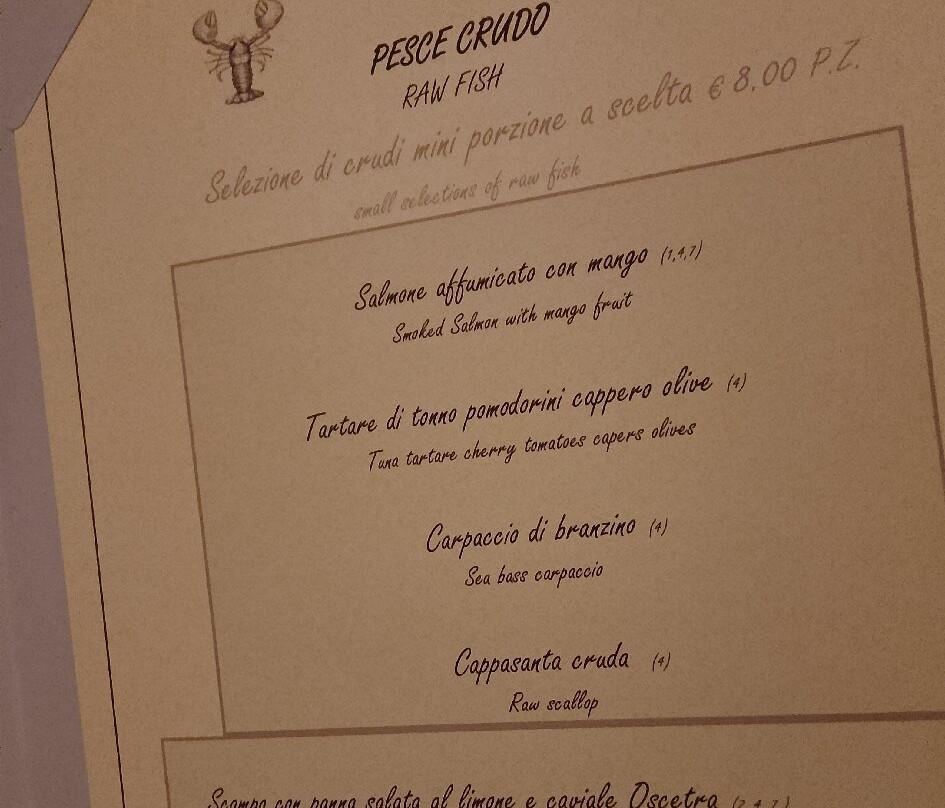 PESCE CRUDO
RAW FISH
Selezione di crudi mini porzione a scelta € 8.00 P.Z.
small selections of raw fish
Salmone affumicato con mango (1,4,7)
Smoked Salmon with mango fruit
Tartare di tonno pomodorini cappero olive (4)
Tuna tartare cherry tomatoes capers olives
Carpaccio di branzino (4)
Sea bass carpaccio
Cappasanta cruda (4)
Raw scallop
Scampo con panna salata al limone e caviale Oscetra (2,4,7)